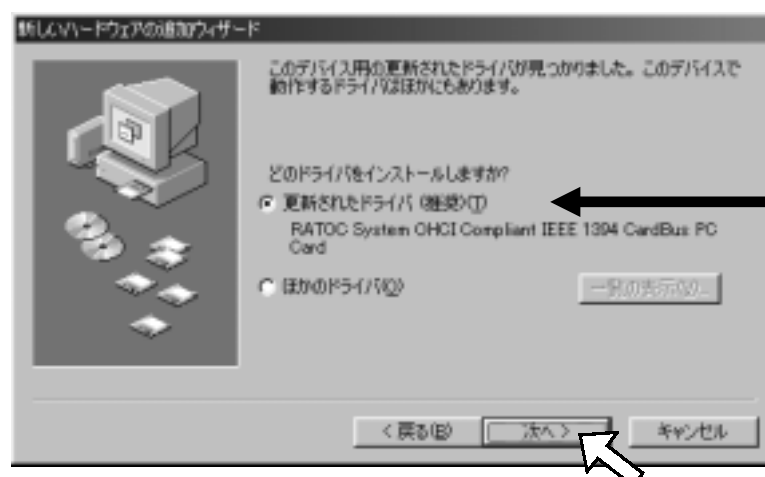 新しいハードウェアの追加ウィザード
このデバイス用の更新されたドライバが見つかりました。このデバイスで
動作するドライバはほかにもあります。
どのドライバをインストールしますか?
更新されたドライバ (推奨)(T)
RATOC System OHCI Compliant IEEE 1394 CardBus PC
Card
ほかのドライバ(O)
一覧の表示(V)...
< 戻る(B)
次へ >
キャンセル